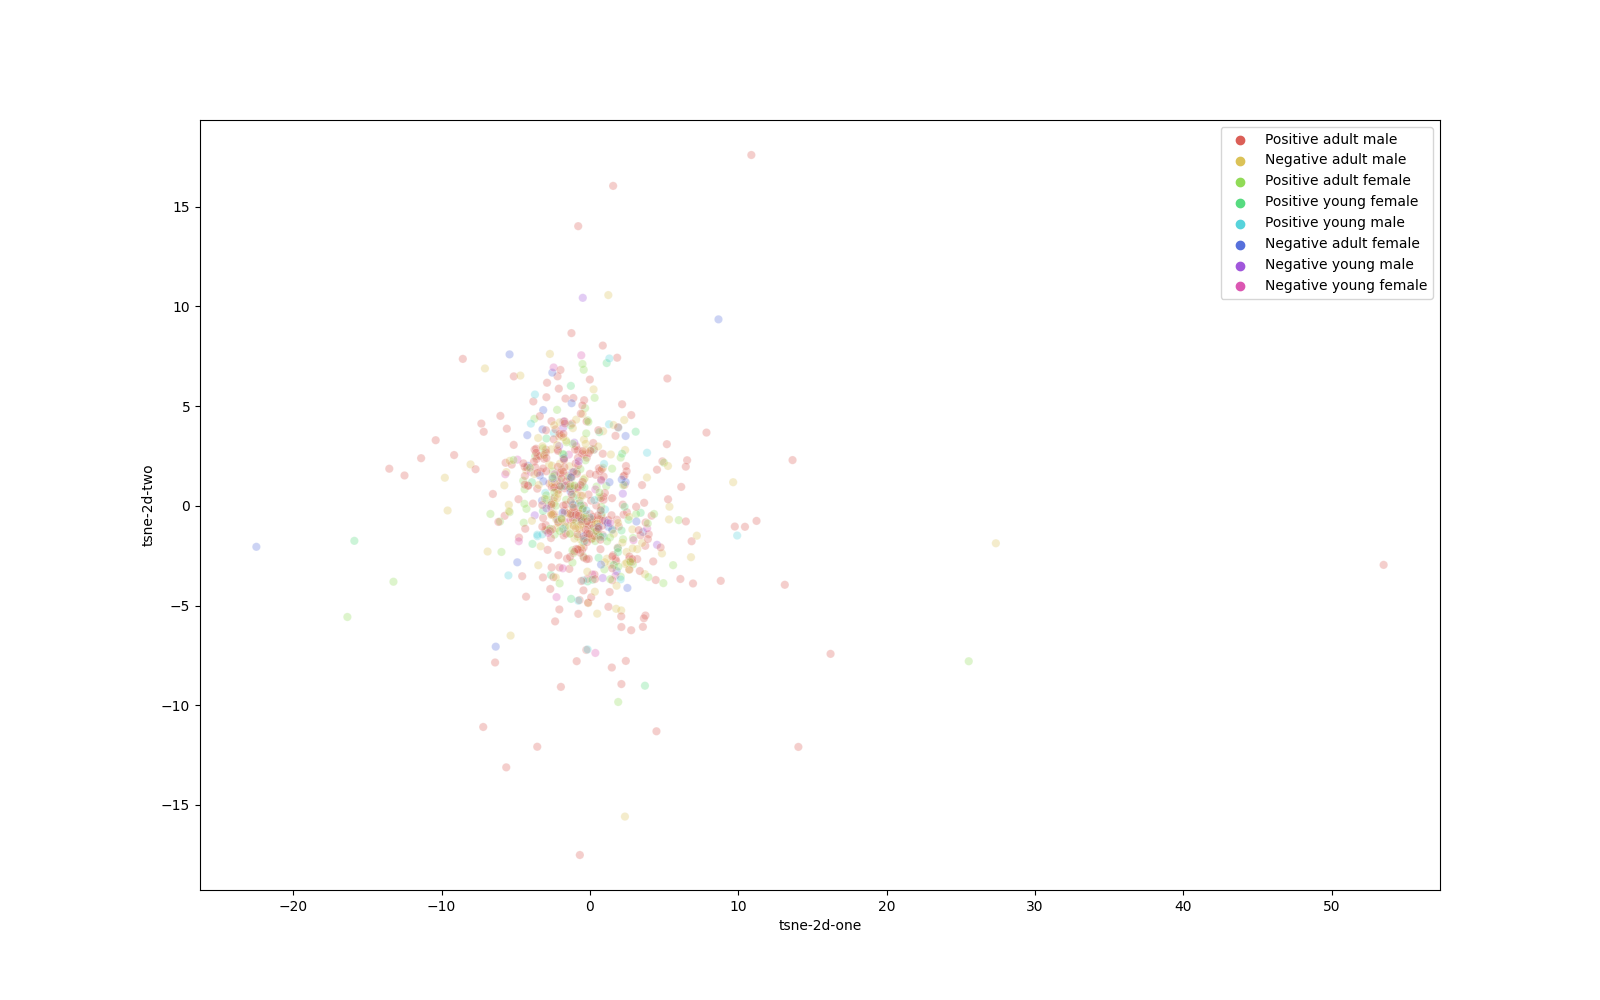 Positive adult male
Negative adult male
Positive adult female
Positive young female
Positive young male
Negative adult female
Negative young male
Negative young female
15
10
5
0
−5
−10
−15
tsne-2d-two
−20
−10
0
10
20
30
40
50
tsne-2d-one